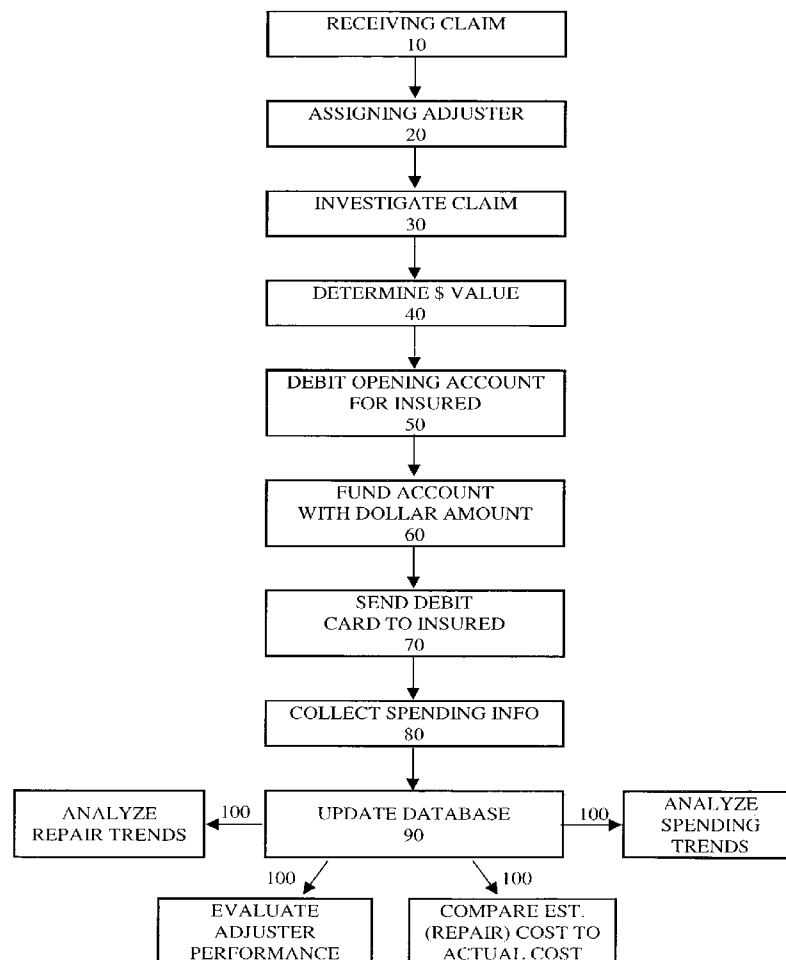 RECEIVING CLAIM
10
ASSIGNING ADJUSTER
20
INVESTIGATE CLAIM
30
DETERMINE $ VALUE
40
DEBIT OPENING ACCOUNT
FOR INSURED
50
FUND ACCOUNT
WITH DOLLAR AMOUNT
60
SEND DEBIT
CARD TO INSURED
70
COLLECT SPENDING INFO
80
ANALYZE
REPAIR TRENDS
100
UPDATE DATABASE
90
100
ANALYZE
SPENDING
TRENDS
100
100
EVALUATE
ADJUSTER
PERFORMANCE
COMPARE EST.
(REPAIR) COST TO
ACTUAL COST